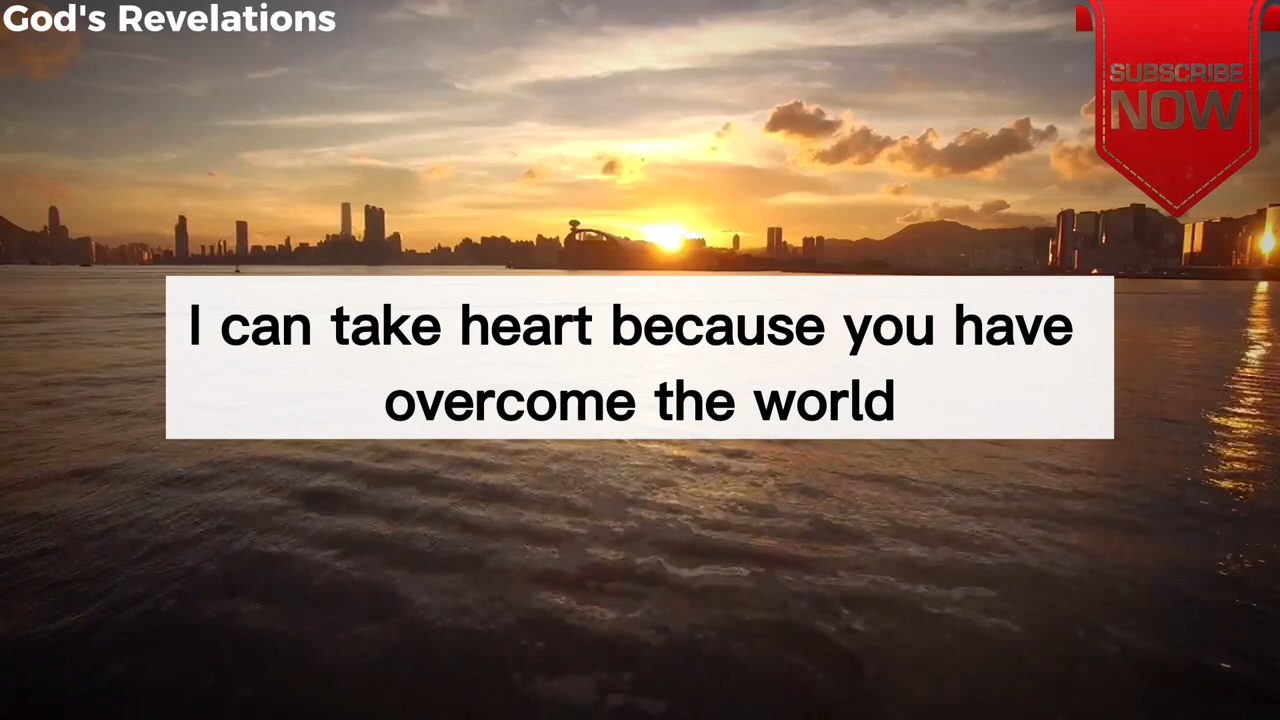 God's Revelations
SUBSCRIBE
NOW
I can take heart because you have
overcome the world